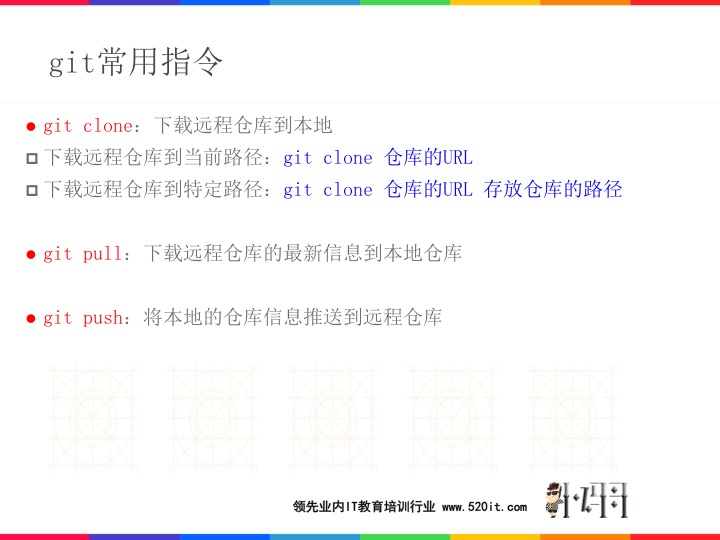 git常用指令
git clone：下载远程仓库到本地
下载远程仓库到当前路径：git clone 仓库的URL
下载远程仓库到特定路径：git clone 仓库的URL 存放仓库的路径
git pull：下载远程仓库的最新信息到本地仓库
git push：将本地的仓库信息推送到远程仓库
领先业内IT教育培训行业 www.520it.com
小码哥